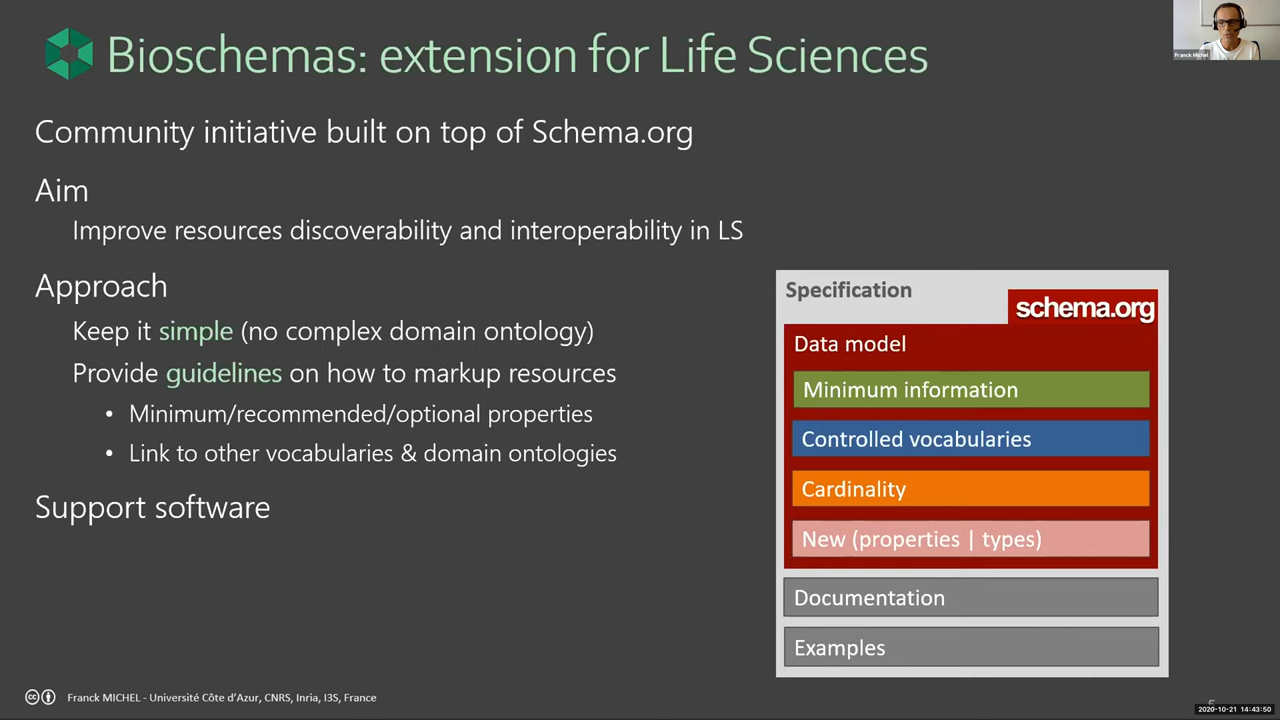 Bioschemas: extension for Life Sciences
Franck Michel
Community initiative built on top of Schema.org
Aim
Improve resources discoverability and interoperability in LS
Approach
Keep it simple (no complex domain ontology)
Provide guidelines on how to markup resources
• Minimum/recommended/optional properties
• Link to other vocabularies & domain ontologies
Support software
Specification
schema.org
Data model
Minimum information
Controlled vocabularies
Cardinality
New (properties | types)
Documentation
Examples
Franck MICHEL - Université Côte d'Azur, CNRS, Inria, I3S, France
5
2020-10-21 14:43:50